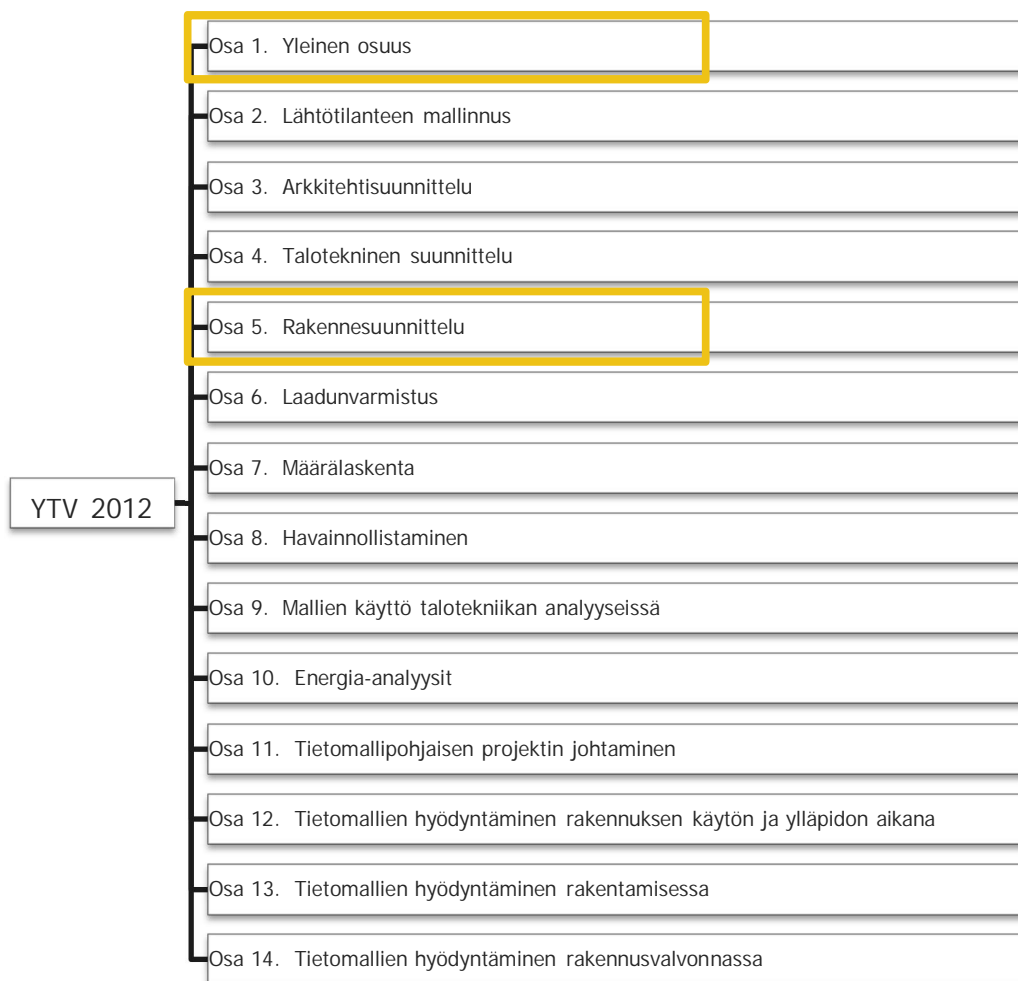 Osa 1. Yleinen osuus
Osa 2. Lähtötilanteen mallinnus
Osa 3. Arkkitehtisuunnittelu
Osa 4. Talotekninen suunnittelu
Osa 5. Rakennesuunnittelu
Osa 6. Laadunvarmistus
Osa 7. Määrälaskenta
YTV 2012
Osa 8. Havainnollistaminen
Osa 9. Mallien käyttö talotekniikan analyyseissä
Osa 10. Energia-analyysit
Osa 11. Tietomallipohjaisen projektin johtaminen
Osa 12. Tietomallien hyödyntäminen rakennuksen käytön ja ylläpidon aikana
Osa 13. Tietomallien hyödyntäminen rakentamisessa
Osa 14. Tietomallien hyödyntäminen rakennusvalvonnassa